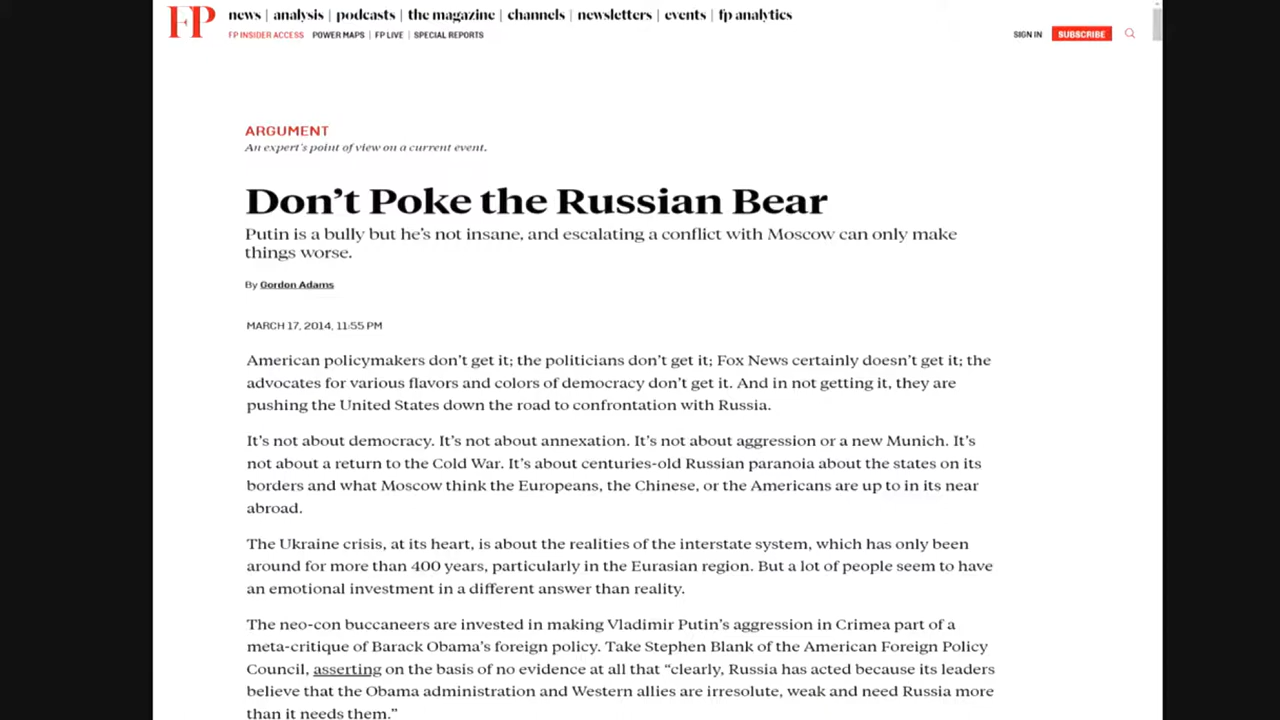 FP
news | analysis | podcasts | the magazine | channels | newsletters | events | fp analytics
FP INSIDER ACCESS POWER MAPS | FP LIVE | SPECIAL REPORTS
SIGN IN SUBSCRIBE
ARGUMENT
An expert's point of view on a current event.
Don't Poke the Russian Bear
Putin is a bully but he's not insane, and escalating a conflict with Moscow can only make
things worse.
By Gordon Adams
MARCH 17, 2014, 11:55 PM
American policymakers don't get it; the politicians don't get it; Fox News certainly doesn't get it; the
advocates for various flavors and colors of democracy don't get it. And in not getting it, they are
pushing the United States down the road to confrontation with Russia.
It's not about democracy. It's not about annexation. It's not about aggression or a new Munich. It's
not about a return to the Cold War. It's about centuries-old Russian paranoia about the states on its
borders and what Moscow think the Europeans, the Chinese, or the Americans are up to in its near
abroad.
The Ukraine crisis, at its heart, is about the realities of the interstate system, which has only been
around for more than 400 years, particularly in the Eurasian region. But a lot of people seem to have
an emotional investment in a different answer than reality.
The neo-con buccaneers are invested in making Vladimir Putin's aggression in Crimea part of a
meta-critique of Barack Obama's foreign policy. Take Stephen Blank of the American Foreign Policy
Council, asserting on the basis of no evidence at all that “clearly, Russia has acted because its leaders
believe that the Obama administration and Western allies are irresolute, weak and need Russia more
than it needs them.”